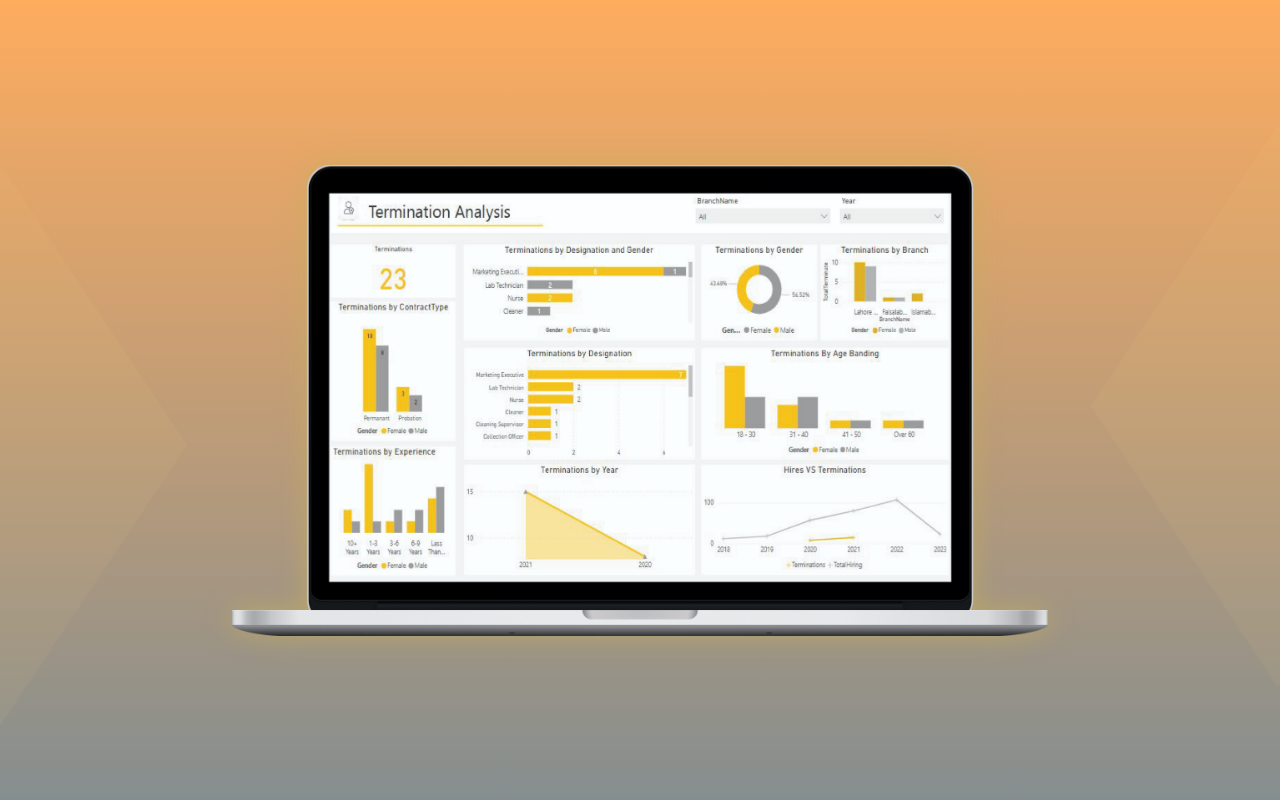 Termination Analysis
BranchName
All
Year
All
Terminations
23
Terminations by ContractType
10
8
3
2
Permanant
Probation
Gender Female Male
Terminations by Experience
10+ Years
1-3 Years
3-6 Years
6-9 Years
Less Than...
Gender Female Male
Terminations by Designation and Gender
Marketing Executi...
6
1
Lab Technician
2
Nurse
2
Cleaner
1
Gender Female Male
Terminations by Designation
Marketing Executive
7
Lab Technician
2
Nurse
2
Cleaner
1
Cleaning Supervisor
1
Collection Officer
1
0 2 4 6
Terminations by Year
15
10
2021
2020
Terminations by Gender
43.48%
56.52%
Gen... Female Male
Terminations by Branch
TotalTerminate
10
5
0
Lahore ...
Faisalab...
Islamab...
BranchName
Gender Female Male
Terminations By Age Banding
18 - 30
31 - 40
41 - 50
Over 60
Gender Female Male
Hires VS Terminations
100
0
2018 2019 2020 2021 2022 2023
Terminations TotalHiring